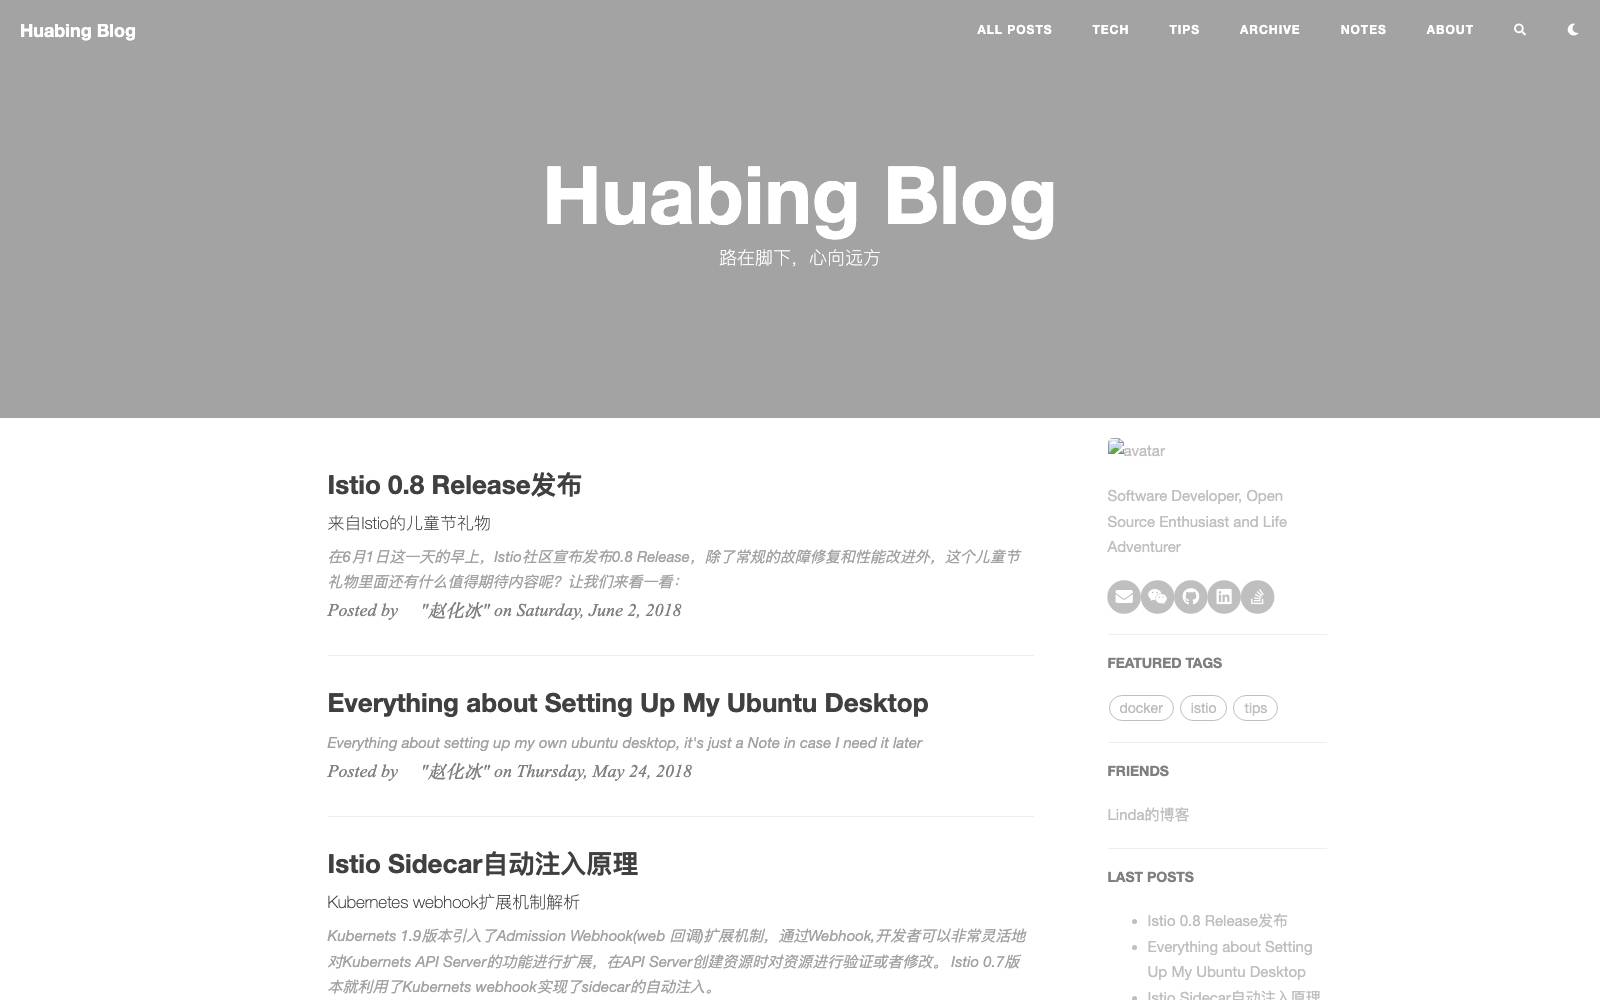 Huabing Blog
ALL POSTS TECH TIPS ARCHIVE NOTES ABOUT
Huabing Blog
路在脚下，心向远方
Istio 0.8 Release发布
来自Istio的儿童节礼物
在6月1日这一天的早上，Istio社区宣布发布0.8 Release，除了常规的故障修复和性能改进外，这个儿童节
礼物里面还有什么值得期待内容呢？让我们来看一看：
Posted by "赵化冰" on Saturday, June 2, 2018
Everything about Setting Up My Ubuntu Desktop
Everything about setting up my own ubuntu desktop, it's just a Note in case I need it later
Posted by "赵化冰" on Thursday, May 24, 2018
Istio Sidecar自动注入原理
Kubernetes webhook扩展机制解析
Kubernets 1.9版本引入了Admission Webhook(web 回调)扩展机制，通过Webhook,开发者可以非常灵活地
对Kubernets API Server的功能进行扩展，在API Server创建资源时对资源进行验证或者修改。 Istio 0.7版
本就利用了Kubernets webhook实现了sidecar的自动注入。
avatar
Software Developer, Open
Source Enthusiast and Life
Adventurer
FEATURED TAGS
docker istio tips
FRIENDS
Linda的博客
LAST POSTS
Istio 0.8 Release发布
Everything about Setting
Up My Ubuntu Desktop
Istio Sidecar自动注入原理